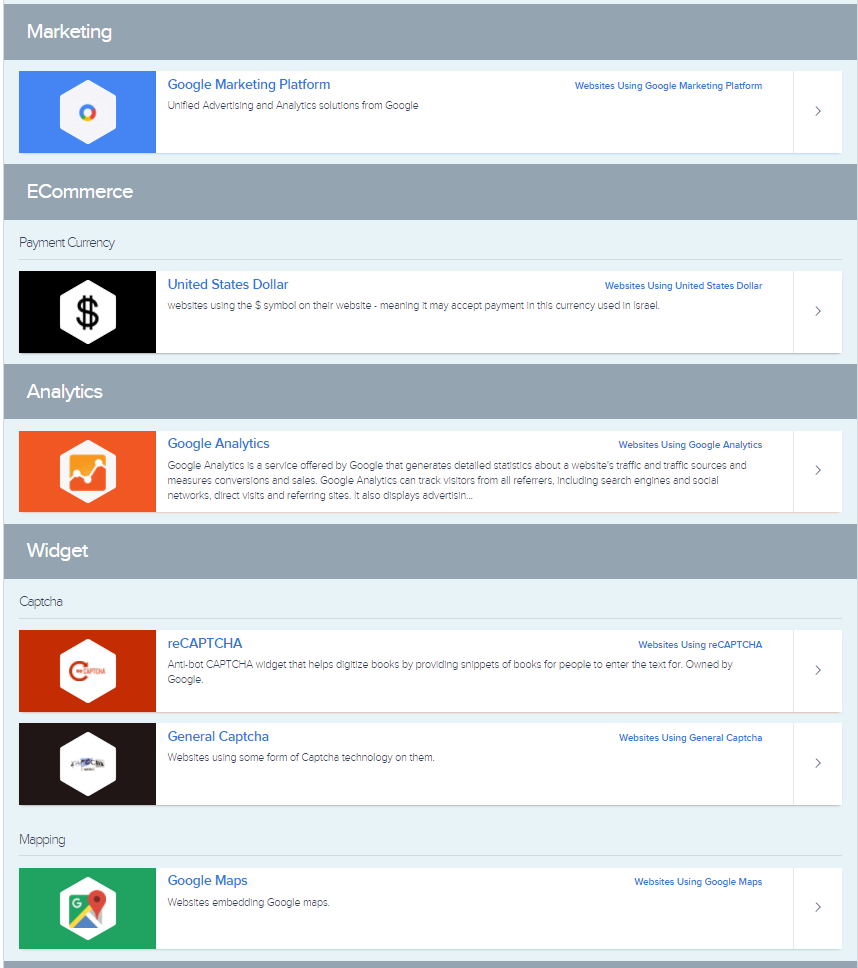 Marketing
Google Marketing Platform
Websites Using Google Marketing Platform
Unified Advertising and Analytics solutions from Google
ECommerce
Payment Currency
$
United States Dollar
Websites Using United States Dollar
websites using the $ symbol on their website - meaning it may accept payment in this currency used in Israel.
Analytics
Google Analytics
Websites Using Google Analytics
Google Analytics is a service offered by Google that generates detailed statistics about a website's traffic and traffic sources and
measures conversions and sales. Google Analytics can track visitors from all referrers, including search engines and social
networks, direct visits and referring sites. It also displays advertisin...
Widget
Captcha
reCAPTCHA
reCAPTCHA
Websites Using reCAPTCHA
Anti-bot CAPTCHA widget that helps digitize books by providing snippets of books for people to enter the text for. Owned by
Google.
General Captcha
Websites Using General Captcha
Websites using some form of Captcha technology on them.
Mapping
G
Google Maps
Websites Using Google Maps
Websites embedding Google maps.